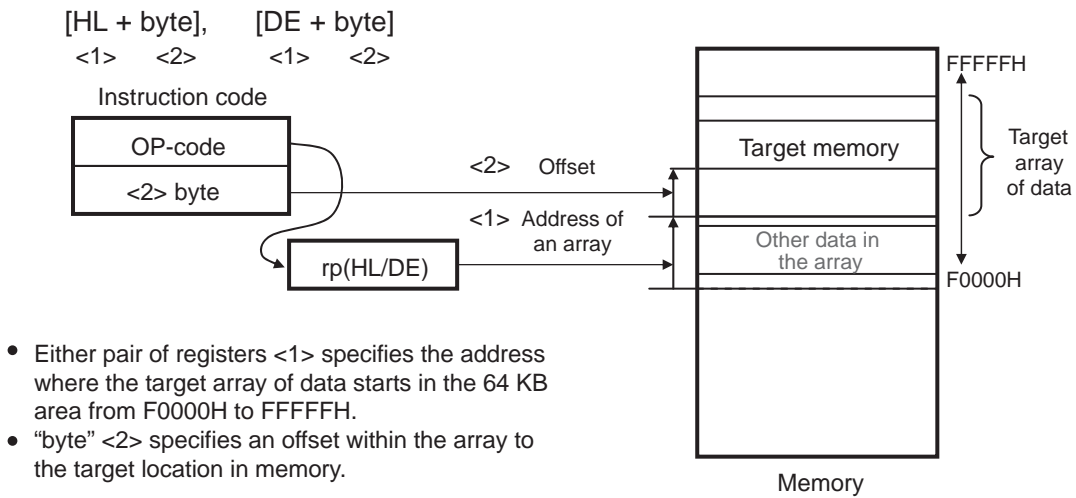 [HL + byte], [DE + byte]
<1> <2> <1> <2>
Instruction code
OP-code
<2> byte
rp(HL/DE)
<2> Offset
<1> Address of
an array
FFFFFH
Target memory
Target
array
of data
Other data in
the array
F0000H
Memory
• Either pair of registers <1> specifies the address
where the target array of data starts in the 64 KB
area from F0000H to FFFFFH.
• “byte” <2> specifies an offset within the array to
the target location in memory.